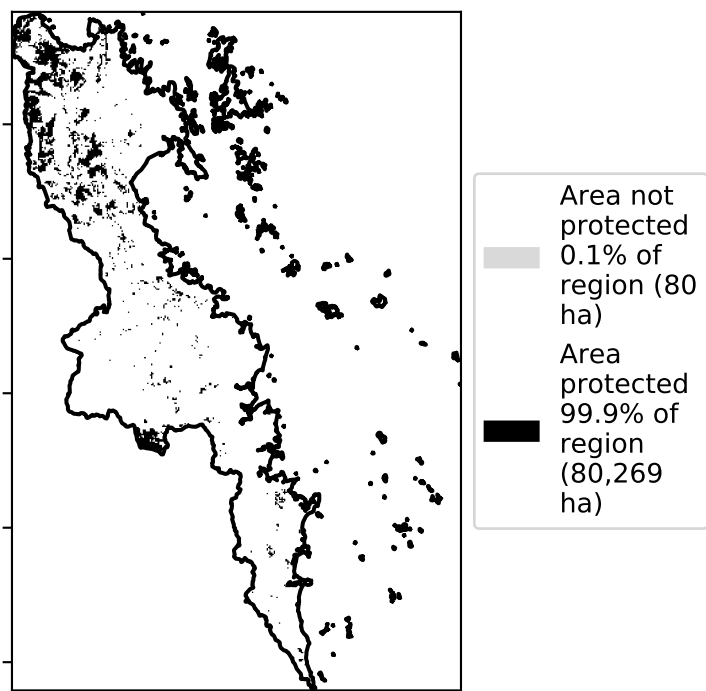 Area not
protected
0.1% of
region (80
ha)
Area
protected
99.9% of
region
(80,269
ha)